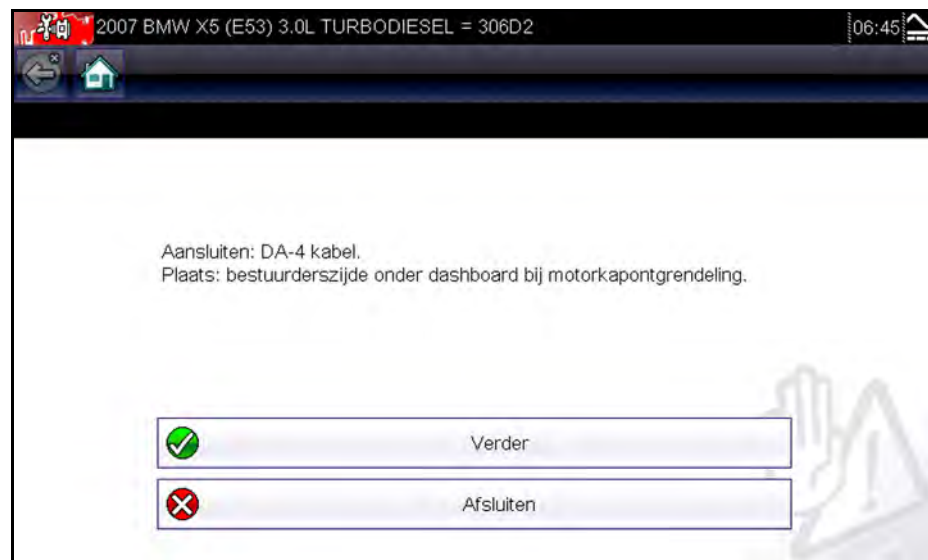 2007 BMW X5 (E53) 3.0L TURBODIESEL = 306D2
06:45
Aansluiten: DA-4 kabel.
Plaats: bestuurderszijde onder dashboard bij motorkapontgrendeling.
Verder
Afsluiten